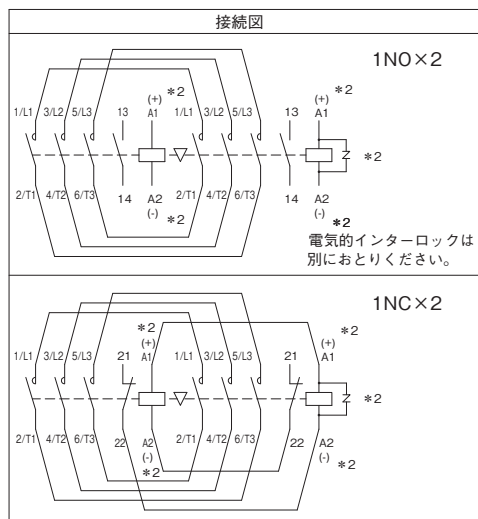 接続図
1NO×2
*2
*2
1/L1 3/L2 5/L3 13 (+) A1 1/L1 3/L2 5/L3 13 (+) A1
*2
2/T1 4/T2 6/T3 14 A2 (-) 2/T1 4/T2 6/T3 14 A2 (-)
*2
*2
電気的インターロックは
別におとりください。
1NC×2
*2
*2
1/L1 3/L2 5/L3 21 (+) A1 1/L1 3/L2 5/L3 21 (+) A1
*2
2/T1 4/T2 6/T3 22 A2 (-) 2/T1 4/T2 6/T3 22 A2 (-)
*2
*2